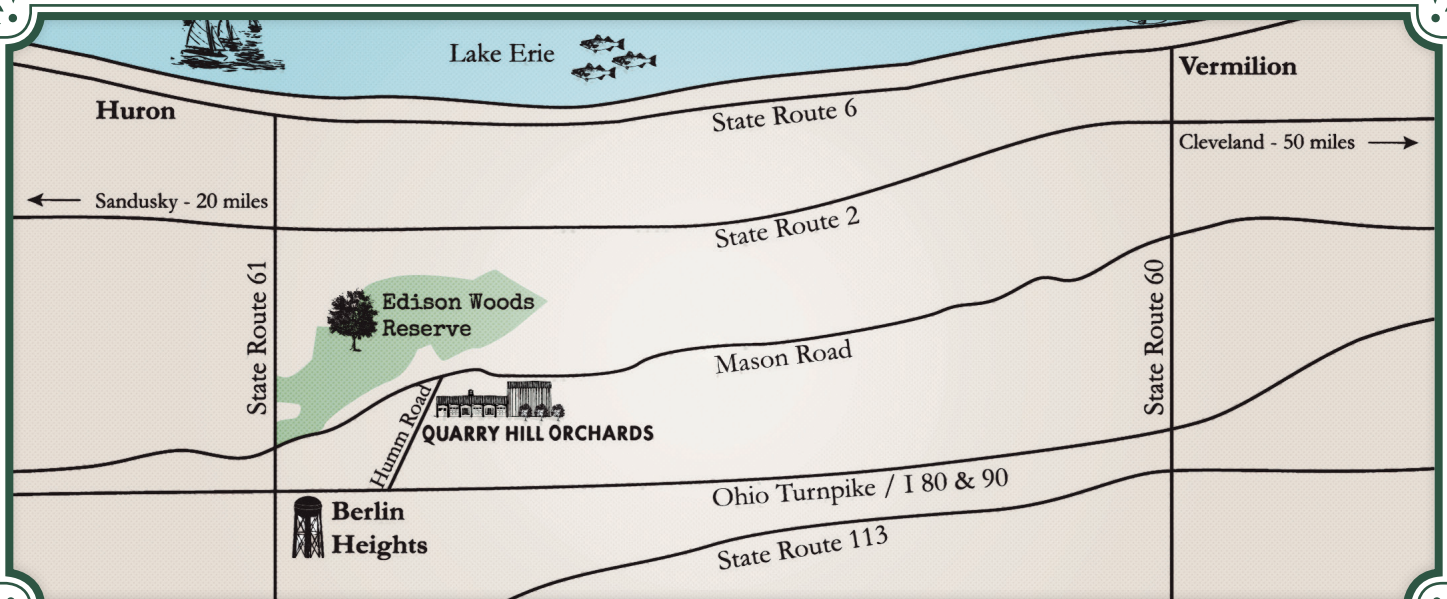 Lake Erie
Vermilion
Huron
State Route 6
Cleveland - 50 miles
Sandusky - 20 miles
State Route 2
State Route 61
State Route 60
Edison Woods
Reserve
Mason Road
Humm Road
QUARRY HILL ORCHARDS
Ohio Turnpike / I 80 & 90
Berlin
Heights
State Route 113